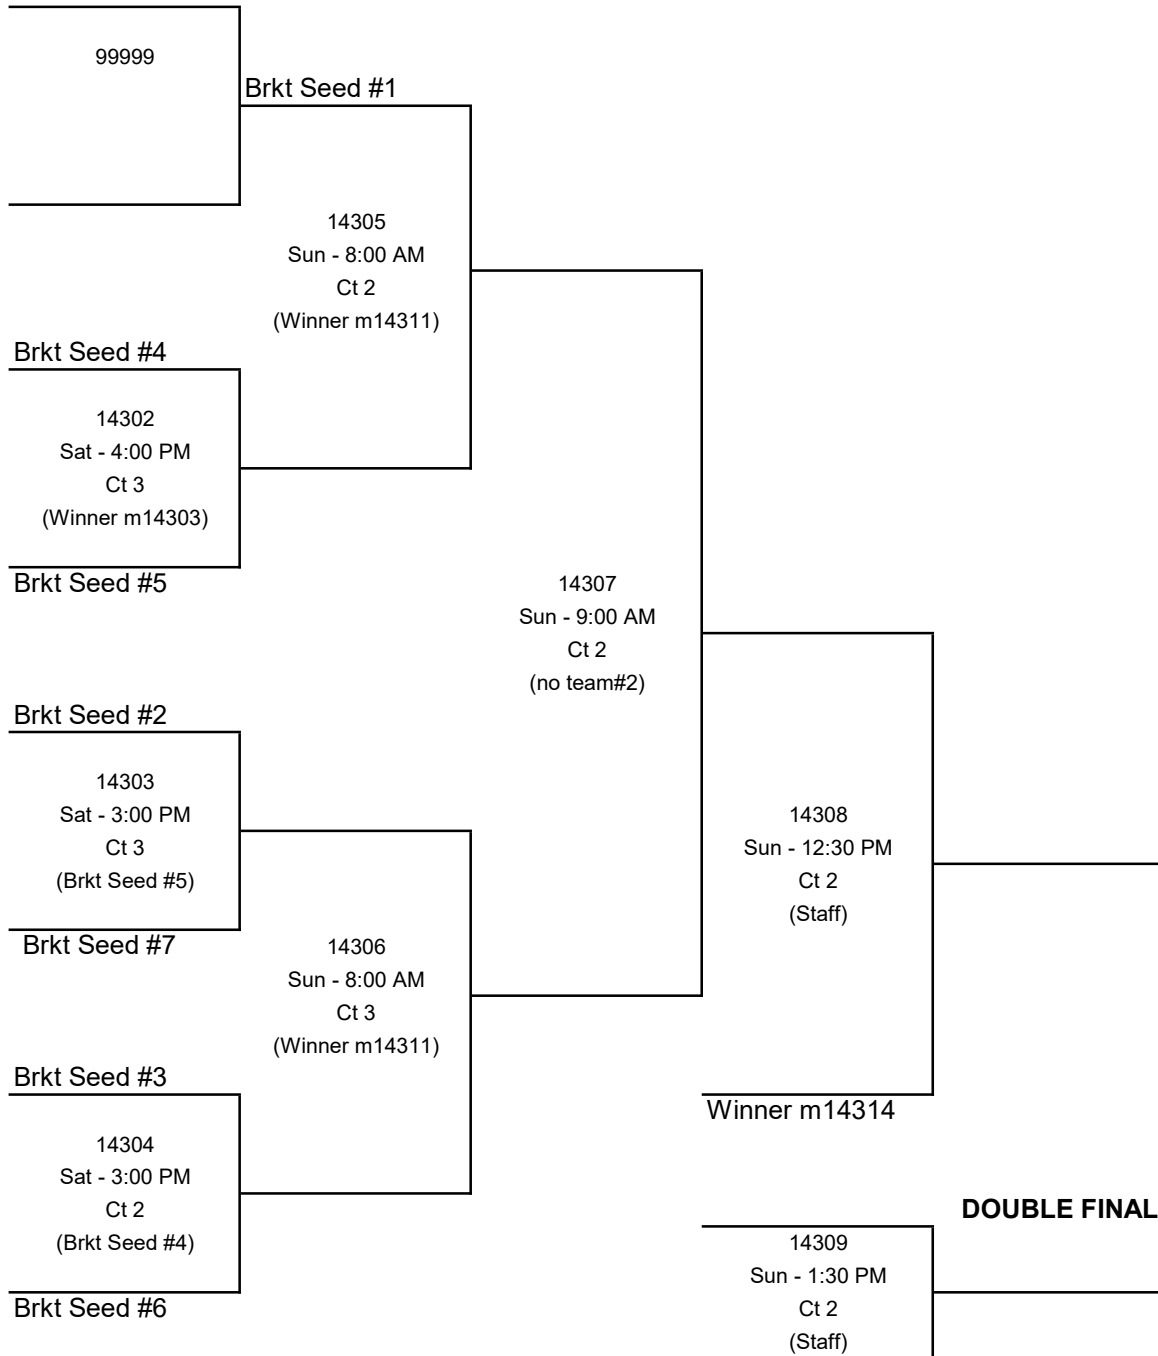 99999
Brkt Seed #1
14305
Sun - 8:00 AM
Ct 2
(Winner m14311)
Brkt Seed #4
14302
Sat - 4:00 PM
Ct 3
(Winner m14303)
Brkt Seed #5
14307
Sun - 9:00 AM
Ct 2
(no team#2)
Brkt Seed #2
14303
Sat - 3:00 PM
Ct 3
(Brkt Seed #5)
Brkt Seed #7
14308
Sun - 12:30 PM
Ct 2
(Staff)
14306
Sun - 8:00 AM
Ct 3
(Winner m14311)
Brkt Seed #3
14304
Sat - 3:00 PM
Ct 2
(Brkt Seed #4)
Brkt Seed #6
Winner m14314
DOUBLE FINAL
14309
Sun - 1:30 PM
Ct 2
(Staff)